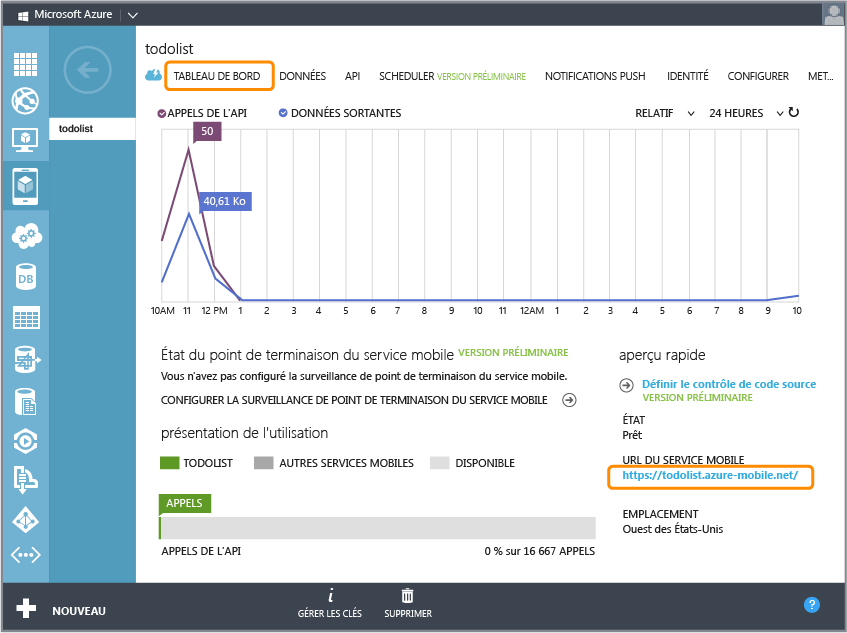 Microsoft Azure
todolist
todolist
TABLEAU DE BORD DONNÉES API SCHEDULER VERSION PRÉLIMINAIRE NOTIFICATIONS PUSH IDENTITÉ CONFIGURER MET...
APPELS DE L'API DONNÉES SORTANTES RELATIF 24 HEURES
50
40,61 Ko
10AM 11 12 PM 1 2 3 4 5 6 7 8 9 10 11 12AM 1 2 3 4 5 6 7 8 9 10
État du point de terminaison du service mobile VERSION PRÉLIMINAIRE
Vous n'avez pas configuré la surveillance de point de terminaison du service mobile.
CONFIGURER LA SURVEILLANCE DE POINT DE TERMINAISON DU SERVICE MOBILE
présentation de l'utilisation
TODOLIST AUTRES SERVICES MOBILES DISPONIBLE
APPELS
APPELS DE L'API 0 % sur 16 667 APPELS
aperçu rapide
Définir le contrôle de code source
VERSION PRÉLIMINAIRE
ÉTAT
Prêt
URL DU SERVICE MOBILE
https://todolist.azure-mobile.net/
EMPLACEMENT
Ouest des États-Unis
DB
NOUVEAU
GÉRER LES CLÉS SUPPRIMER
?